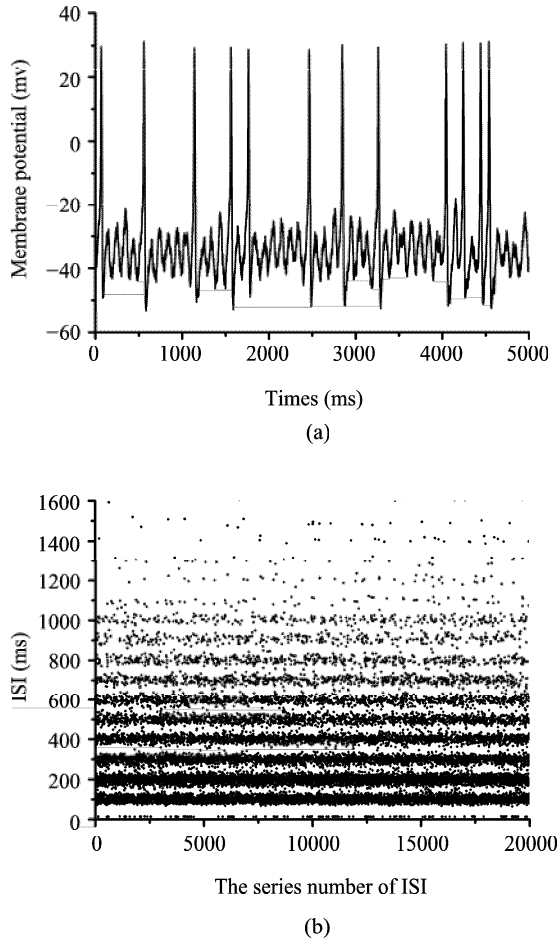 40
20
0
−20
−40
−60
Membrane potential (mv)
0 1000 2000 3000 4000 5000
Times (ms)
(a)
1600
1400
1200
1000
800
600
400
200
0
ISI (ms)
0 5000 10000 15000 20000
The series number of ISI
(b)